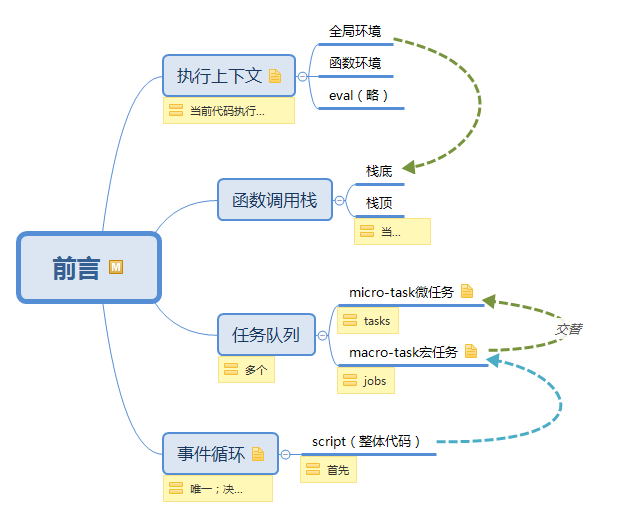 前言
M
执行上下文
当前代码执行...
全局环境
函数环境
eval（略）
函数调用栈
栈底
栈顶
当...
任务队列
多个
micro-task微任务
tasks
macro-task宏任务
jobs
交替
事件循环
唯一；决...
script（整体代码）
首先